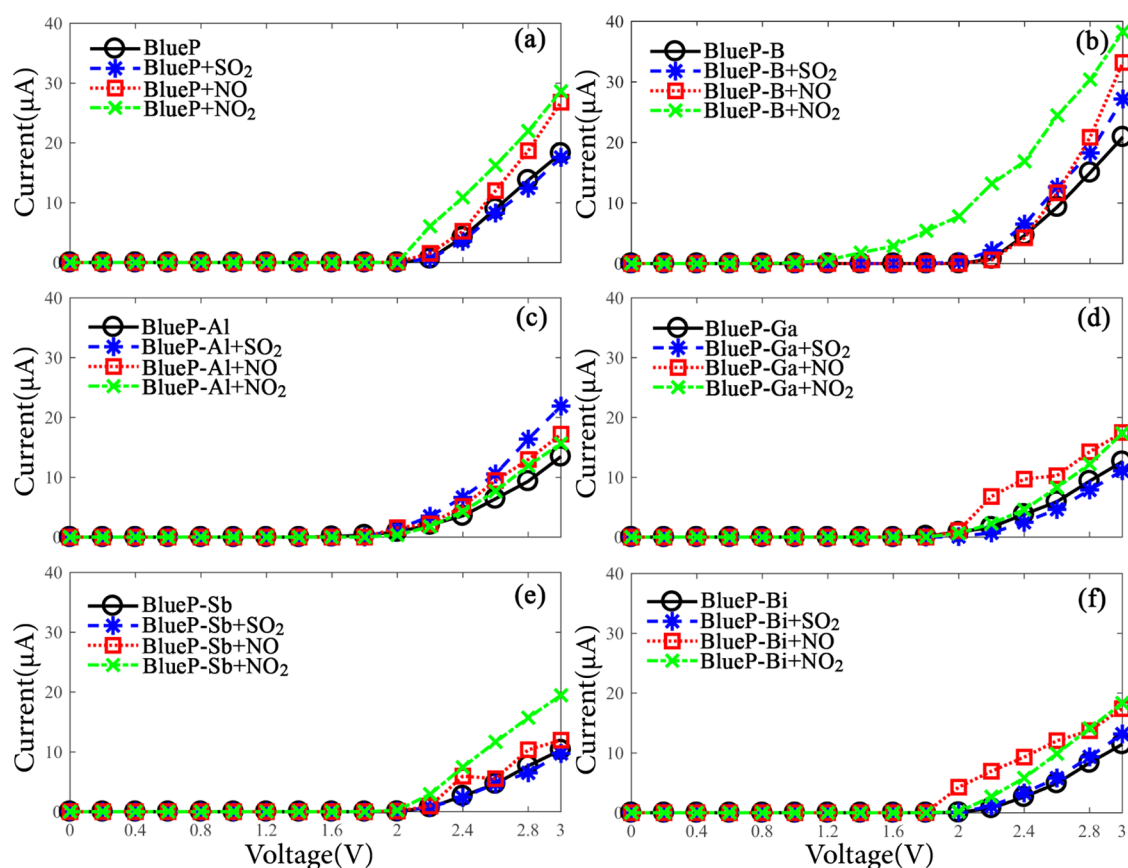 40
30
20
10
0
Current(μA)
(a)
BlueP
BlueP+SO₂
BlueP+NO
BlueP+NO₂
40
30
20
10
0
Current(μA)
(b)
BlueP-B
BlueP-B+SO₂
BlueP-B+NO
BlueP-B+NO₂
40
30
20
10
0
Current(μA)
(c)
BlueP-Al
BlueP-Al+SO₂
BlueP-Al+NO
BlueP-Al+NO₂
40
30
20
10
0
Current(μA)
(d)
BlueP-Ga
BlueP-Ga+SO₂
BlueP-Ga+NO
BlueP-Ga+NO₂
40
30
20
10
0
Current(μA)
(e)
BlueP-Sb
BlueP-Sb+SO₂
BlueP-Sb+NO
BlueP-Sb+NO₂
0 0.4 0.8 1.2 1.6 2 2.4 2.8 3
Voltage(V)
40
30
20
10
0
Current(μA)
(f)
BlueP-Bi
BlueP-Bi+SO₂
BlueP-Bi+NO
BlueP-Bi+NO₂
0 0.4 0.8 1.2 1.6 2 2.4 2.8 3
Voltage(V)